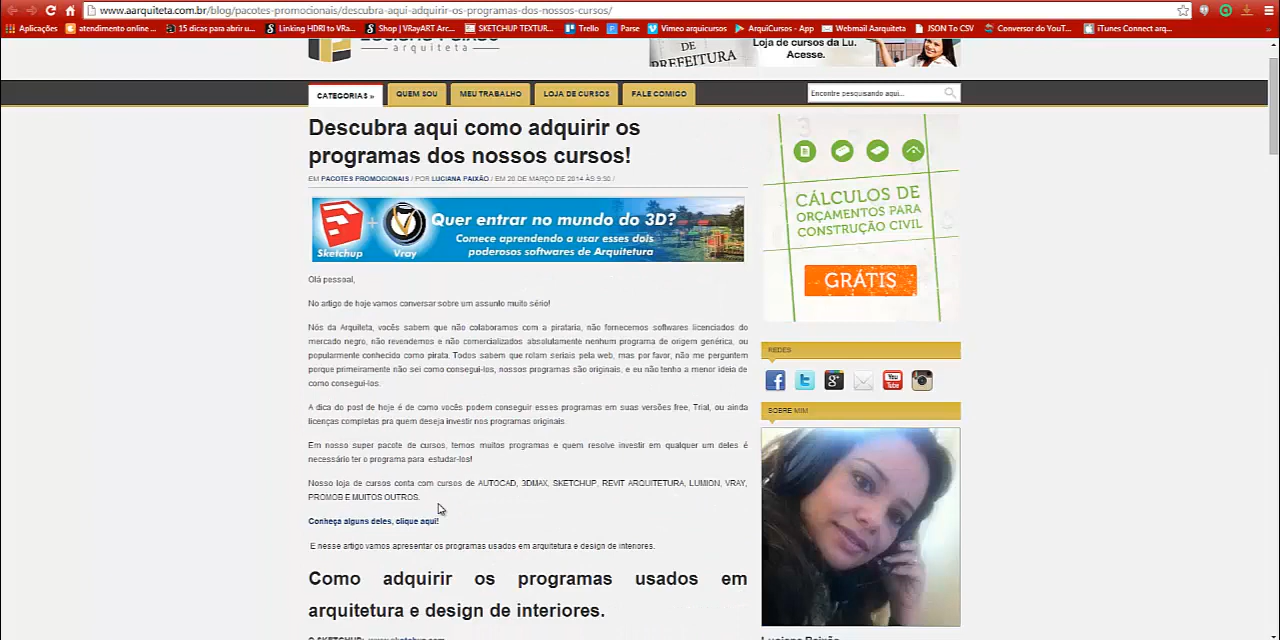 www.aarquiteta.com.br/blog/pacotes-promocionais/descubra-aqui-adquirir-os-programas-dos-nossos-cursos/
Aplicações
atendimento online ...
15 dicas para abrir u...
Linking HDRI to VRa...
Shop | VRayART Arc...
SKETCHUP TEXTUR...
Trello
Parse
Vimeo arquicursos
ArquiCursos - App
Webmail Aarquiteta
JSON To CSV
Conversor do YouT...
iTunes Connect arq...
arquiteta
DE
PREFEITURA
Loja de cursos da Lu.
Acesse.
CATEGORIAS »
QUEM SOU
MEU TRABALHO
LOJA DE CURSOS
FALE COMIGO
Encontre pesquisando aqui...
Descubra aqui como adquirir os
programas dos nossos cursos!
EM PACOTES PROMOCIONAIS / POR LUCIANA PAIXÃO / EM 20 DE MARÇO DE 2014 ÀS 9:30 /
Sketchup
+
Vray
Quer entrar no mundo do 3D?
Comece aprendendo a usar esses dois
poderosos softwares de Arquitetura
Olá pessoal,
No artigo de hoje vamos conversar sobre um assunto muito sério!
Nós da Arquiteta, vocês sabem que não colaboramos com a pirataria, não fornecemos softwares licenciados do
mercado negro, não revendemos e não comercializados absolutamente nenhum programa de origem genérica, ou
popularmente conhecido como pirata. Todos sabem que rolam seriais pela web, mas por favor, não me perguntem
porque primeiramente não sei como consegui-los, nossos programas são originais, e eu não tenho a menor ideia de
como consegui-los.
A dica do post de hoje é de como vocês podem conseguir esses programas em suas versões free, Trial, ou ainda
licenças completas pra quem deseja investir nos programas originais.
Em nosso super pacote de cursos, temos muitos programas e quem resolve investir em qualquer um deles é
necessário ter o programa para estudar-los!
Nosso loja de cursos conta com cursos de AUTOCAD, 3DMAX, SKETCHUP, REVIT ARQUITETURA, LUMION, VRAY,
PROMOB E MUITOS OUTROS.
Conheça alguns deles, clique aqui!
E nesse artigo vamos apresentar os programas usados em arquitetura e design de interiores.
Como adquirir os programas usados em
arquitetura e design de interiores.
O SKETCHUP: www.sketchup.com
CÁLCULOS DE
ORÇAMENTOS PARA
CONSTRUÇÃO CIVIL
GRÁTIS
REDES
You
Tube
SOBRE MIM
Luciana Paixão